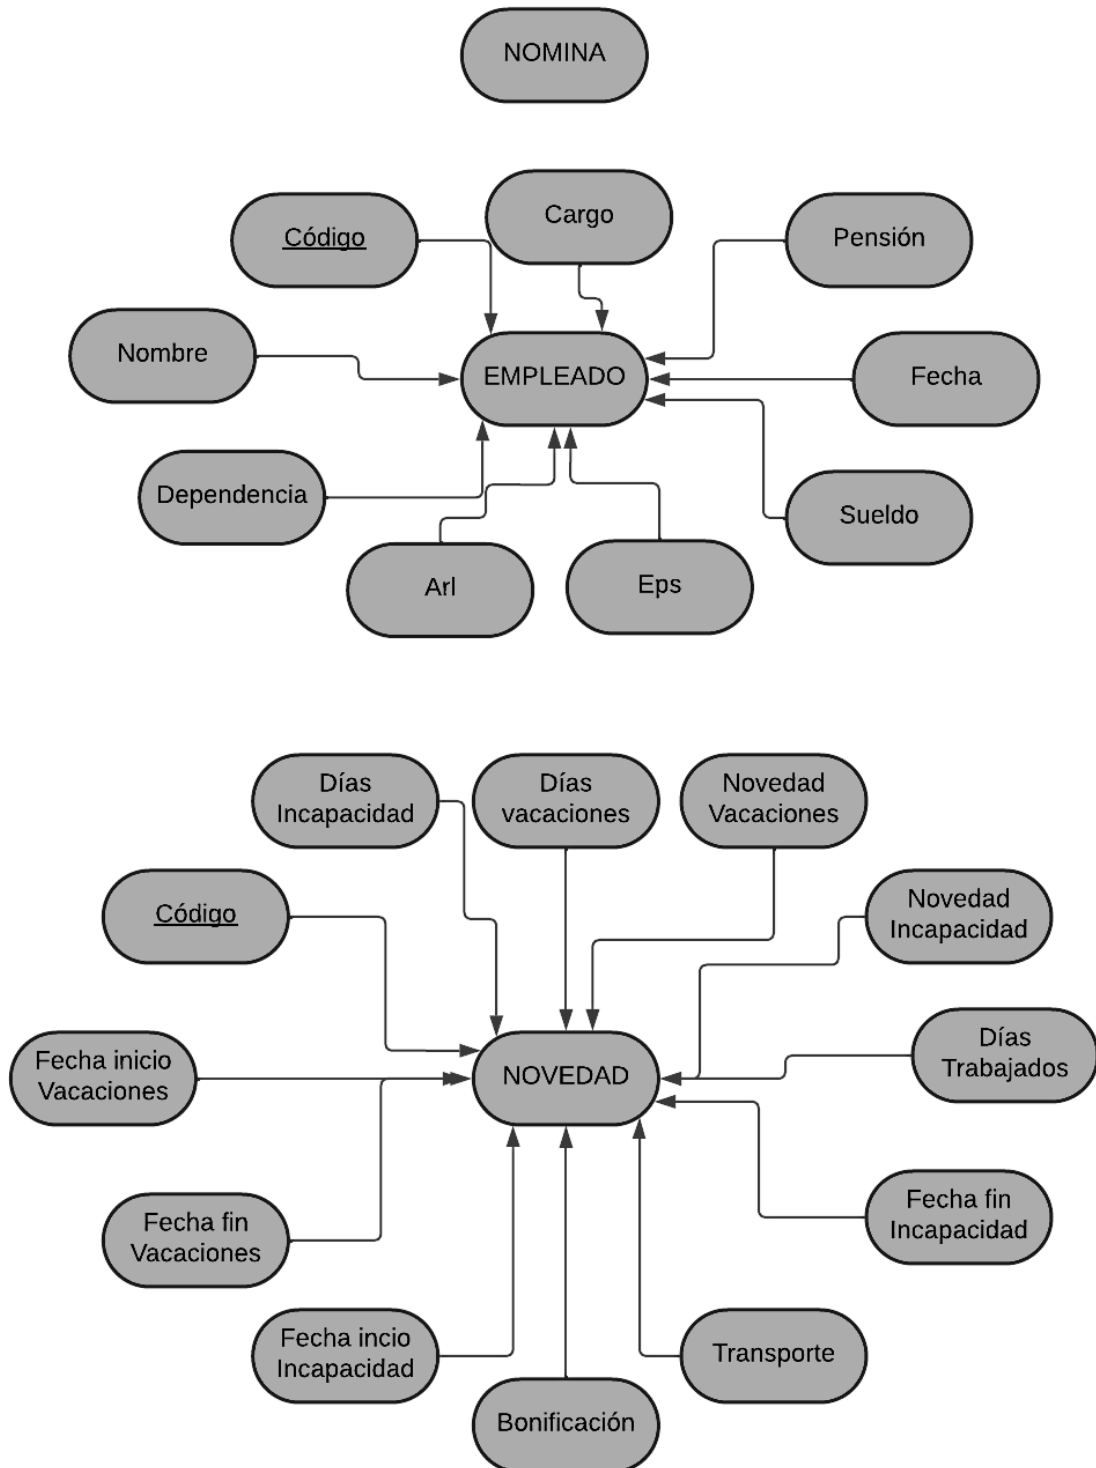 NOMINA
Cargo
Código
Pensión
Nombre
EMPLEADO
Fecha
Dependencia
Sueldo
Arl
Eps
Días
Incapacidad
Días
vacaciones
Novedad
Vacaciones
Código
Novedad
Incapacidad
Fecha inicio
Vacaciones
NOVEDAD
Días
Trabajados
Fecha fin
Vacaciones
Fecha fin
Incapacidad
Fecha incio
Incapacidad
Transporte
Bonificación